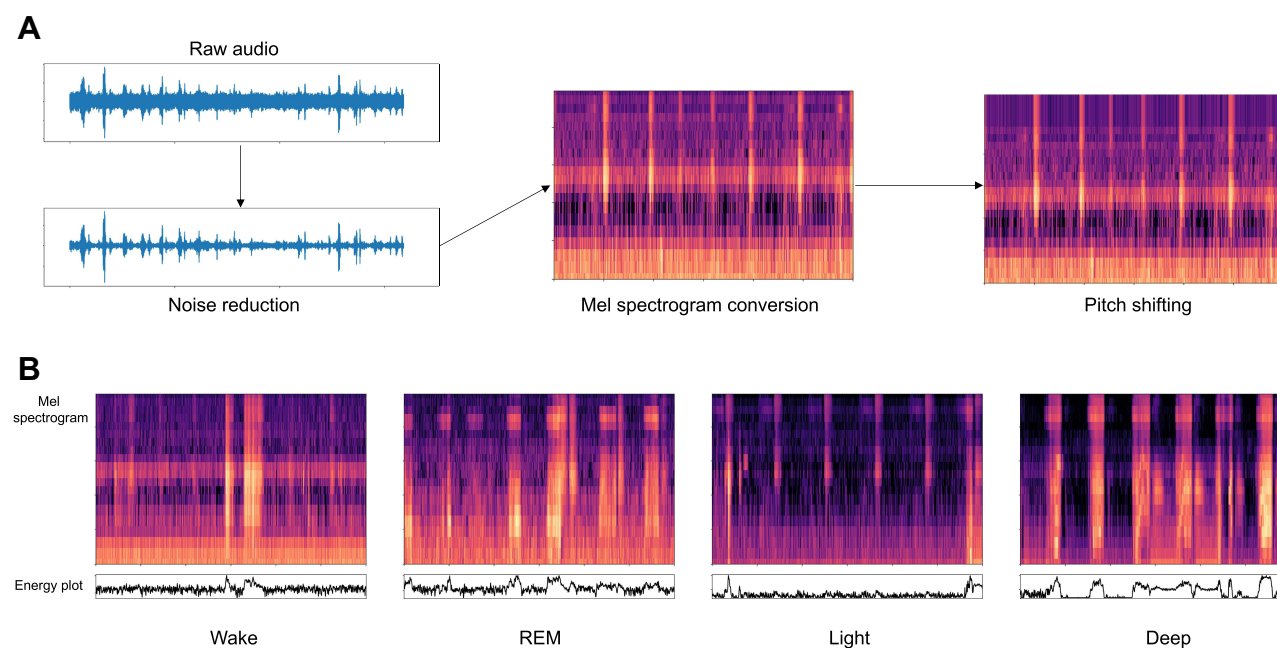 A
Raw audio
Noise reduction
Mel spectrogram conversion
Pitch shifting
B
Mel
spectrogram
Energy plot
Wake
REM
Light
Deep